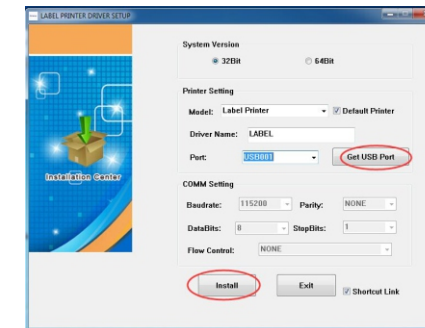 LABEL PRINTER DRIVER SETUP
System Version
32Bit 64Bit
Printer Setting
Model: Label Printer Default Printer
Driver Name: LABEL
Port: USB001 Get USB Port
Installation Center
COMM Setting
Baudrate: 115200 Parity: NONE
DataBits: 8 StopBits: 1
Flow Control: NONE
Install Exit Shortcut Link